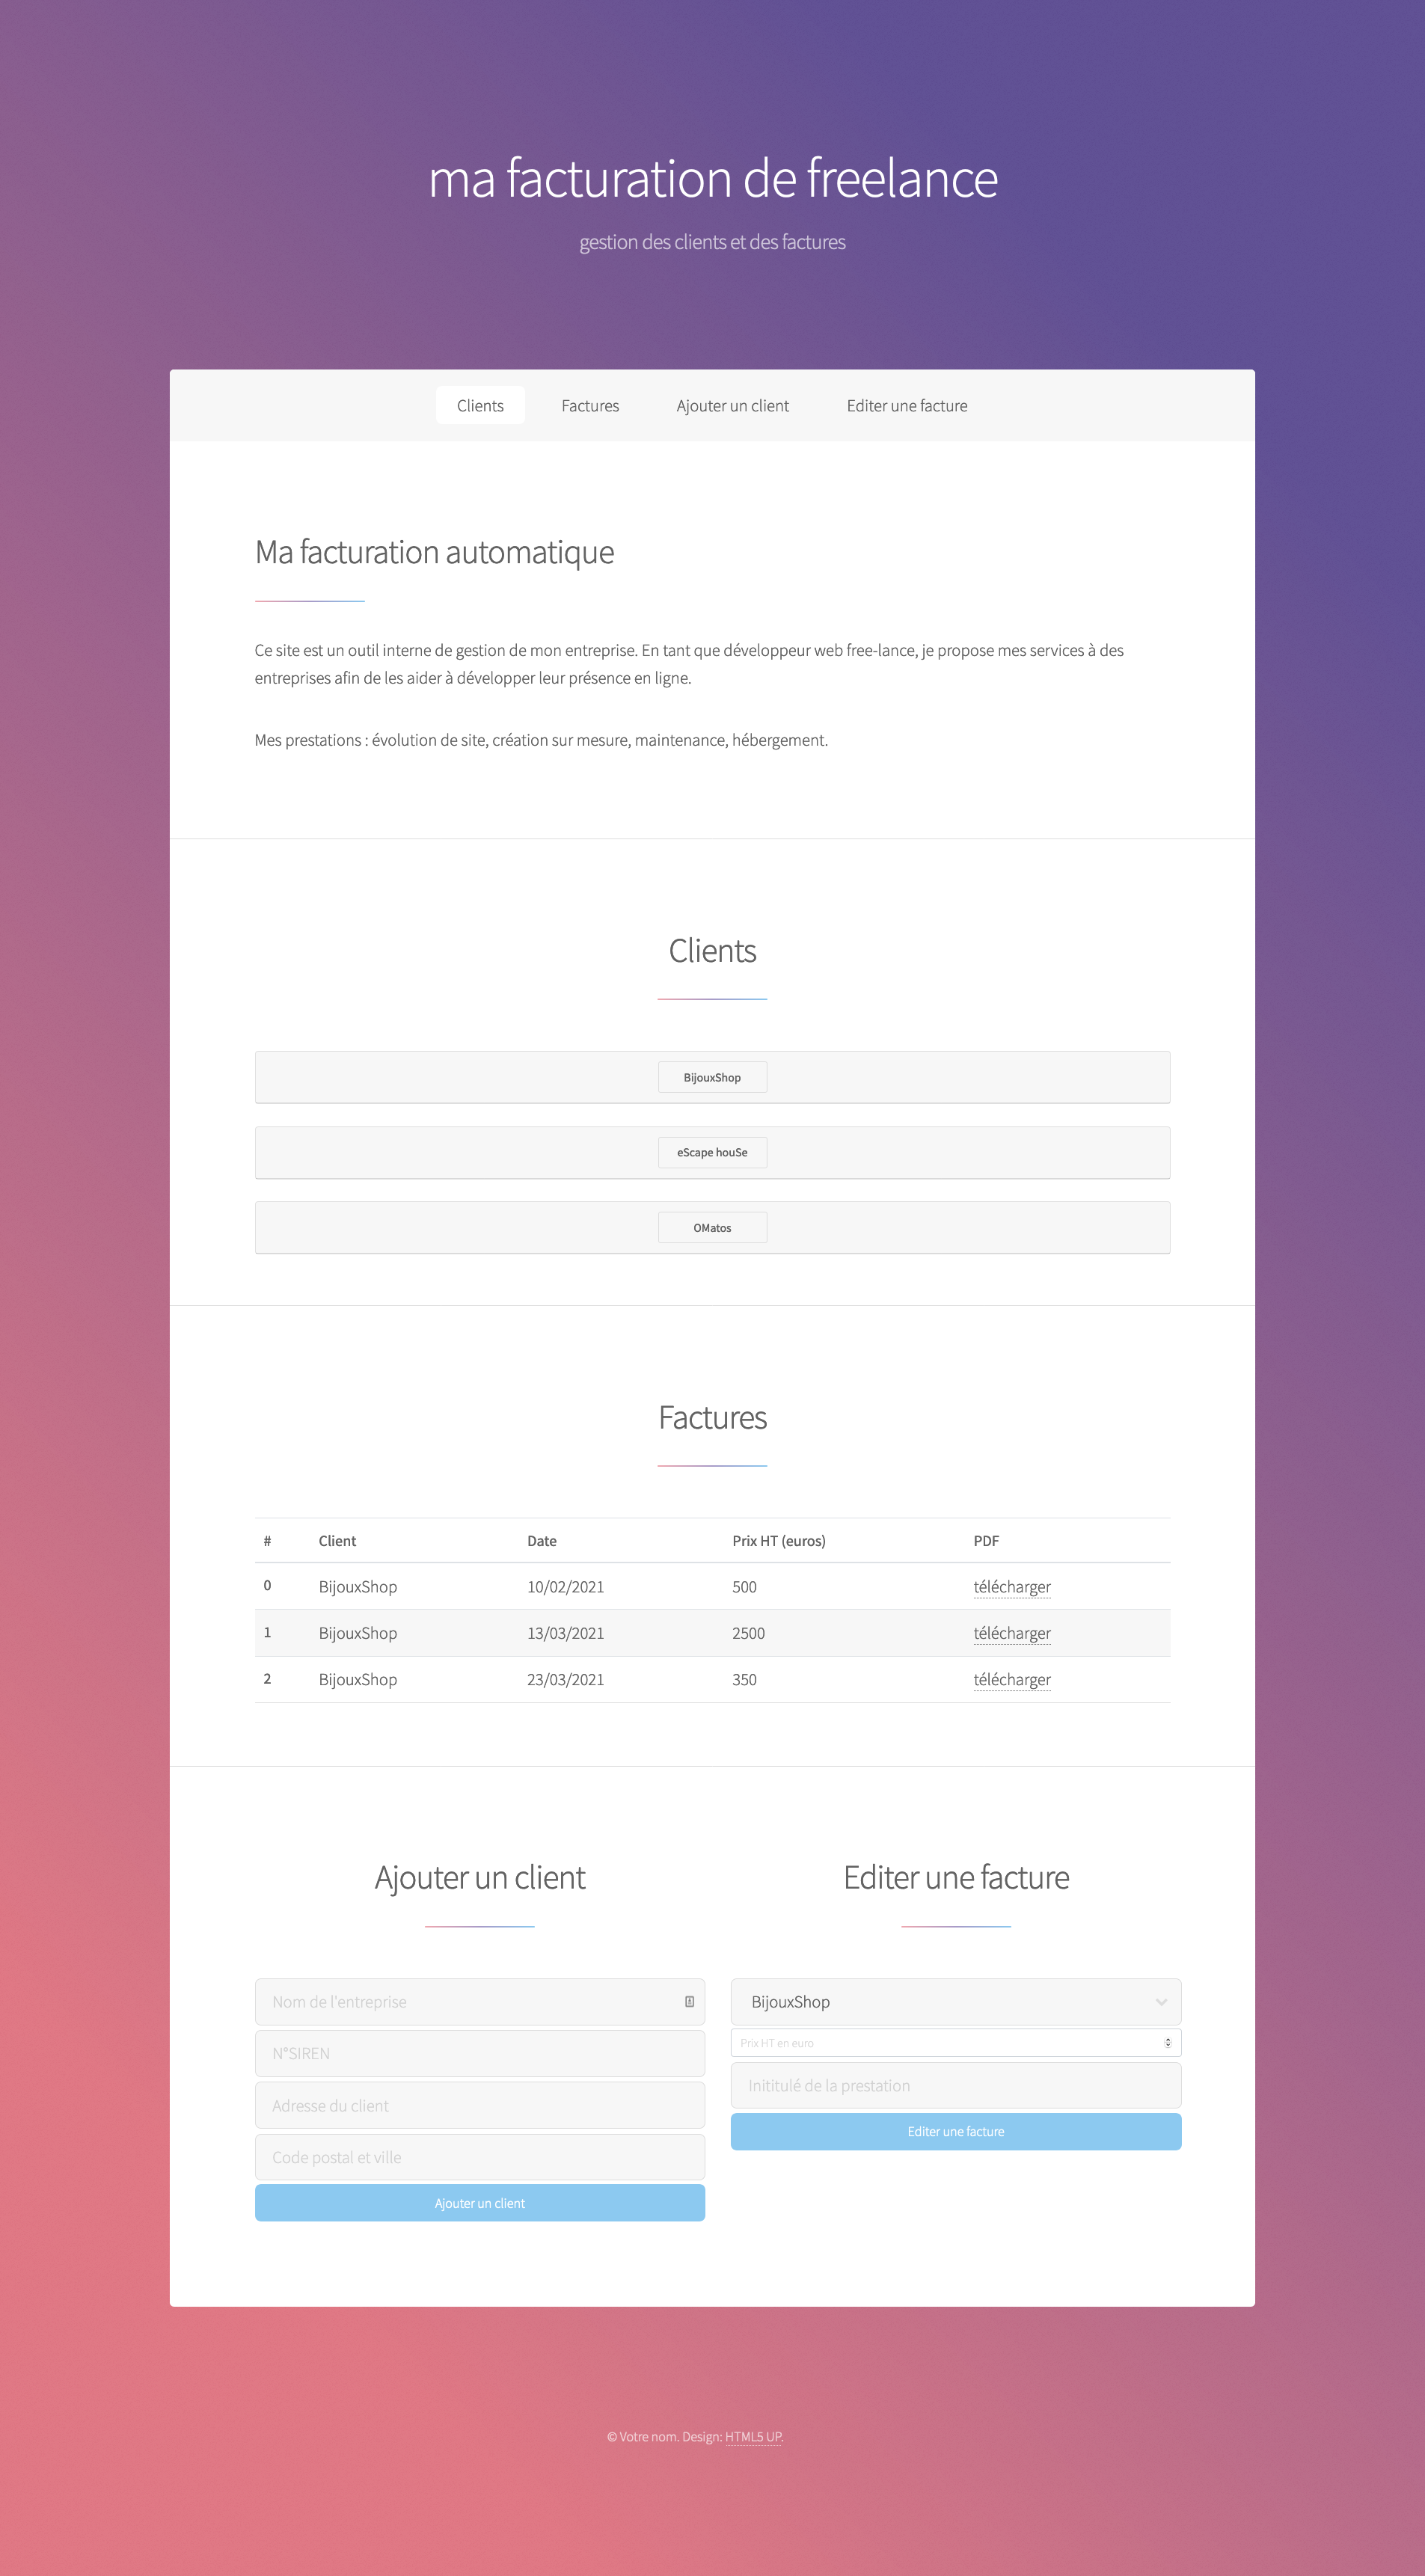 ma facturation de freelance
gestion des clients et des factures
Clients Factures Ajouter un client Editer une facture
Ma facturation automatique
Ce site est un outil interne de gestion de mon entreprise. En tant que développeur web free-lance, je propose mes services à des
entreprises afin de les aider à développer leur présence en ligne.
Mes prestations : évolution de site, création sur mesure, maintenance, hébergement.
Clients
BijouxShop
eScape houSe
OMatos
Factures
# Client Date Prix HT (euros) PDF
0 BijouxShop 10/02/2021 500 télécharger
1 BijouxShop 13/03/2021 2500 télécharger
2 BijouxShop 23/03/2021 350 télécharger
Ajouter un client
Nom de l'entreprise
N°SIREN
Adresse du client
Code postal et ville
Ajouter un client
Editer une facture
BijouxShop
Prix HT en euro
Inititulé de la prestation
Editer une facture
© Votre nom. Design: HTML5 UP.